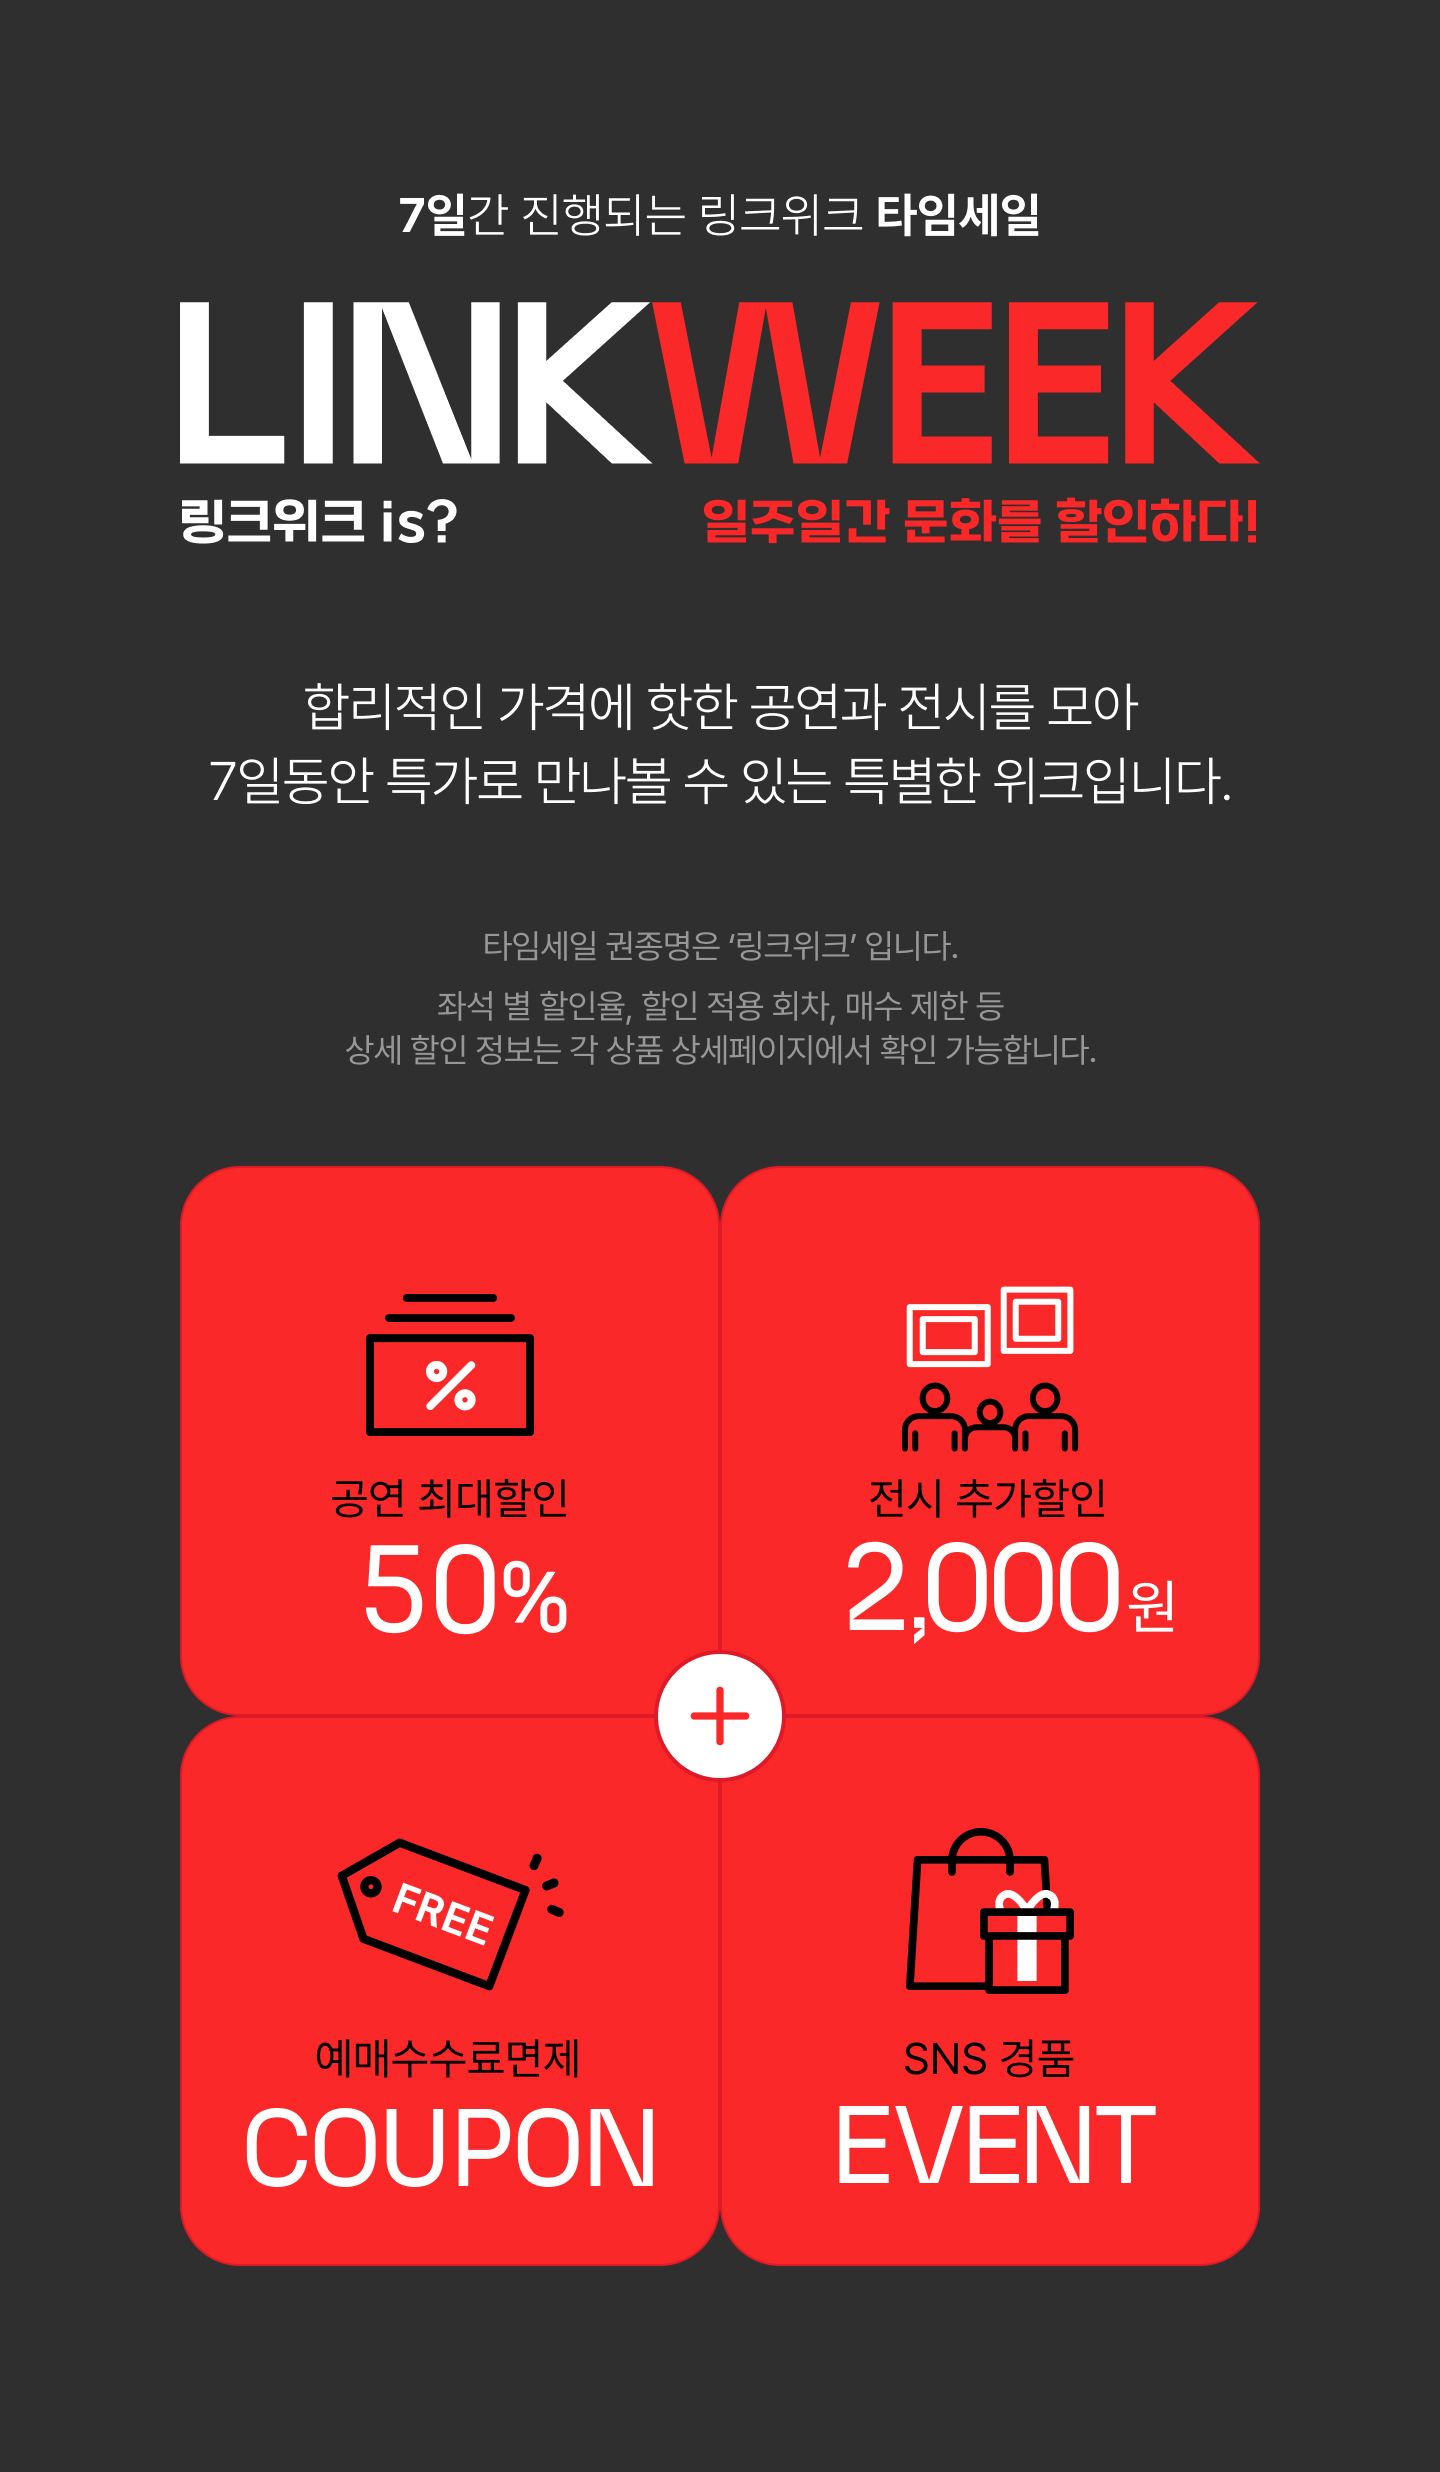 7일간 진행되는 링크위크 타임세일
LINKWEEK
링크위크 is?
일주일간 문화를 할인하다!
합리적인 가격에 핫한 공연과 전시를 모아
7일동안 특가로 만나볼 수 있는 특별한 위크입니다.
타임세일 권종명은 ‘링크위크’ 입니다.
좌석 별 할인율, 할인 적용 회차, 매수 제한 등
상세 할인 정보는 각 상품 상세페이지에서 확인 가능합니다.
%
공연 최대할인
50%
전시 추가할인
2,000원
+
FREE
예매수수료면제
COUPON
SNS 경품
EVENT